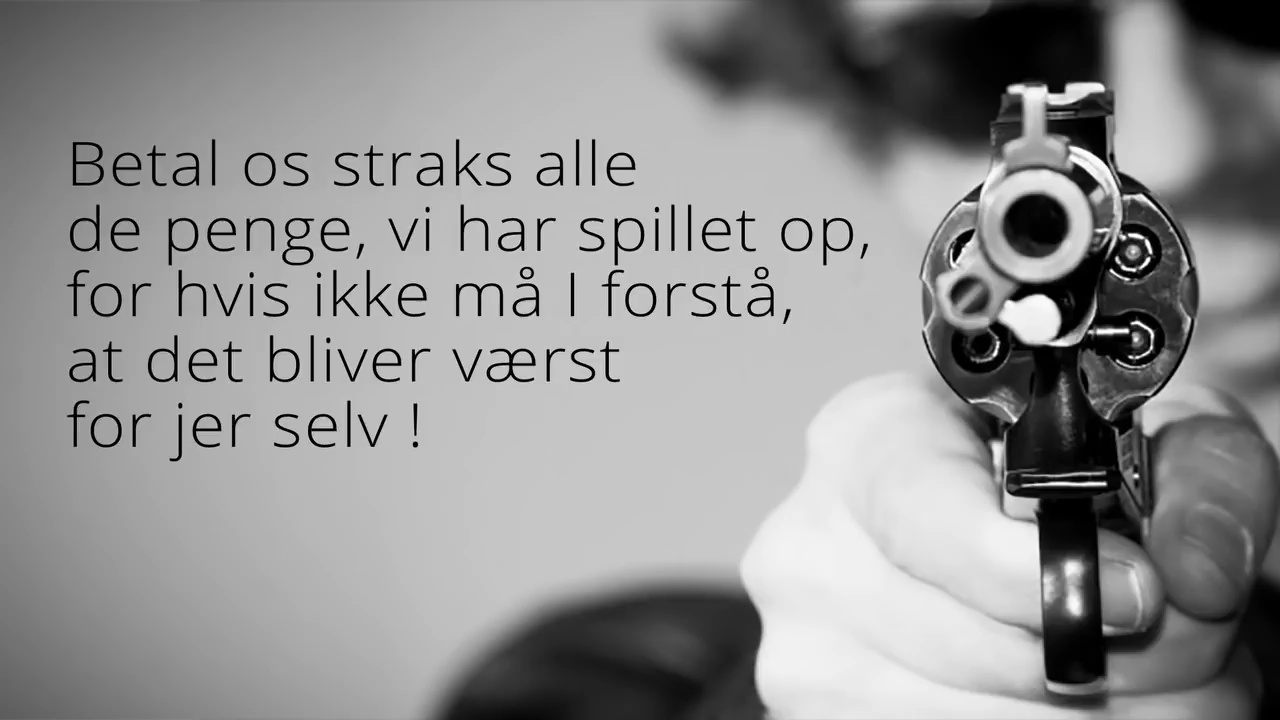 Betal os straks alle
de penge, vi har spillet op,
for hvis ikke må I forstå,
at det bliver værst
for jer selv !